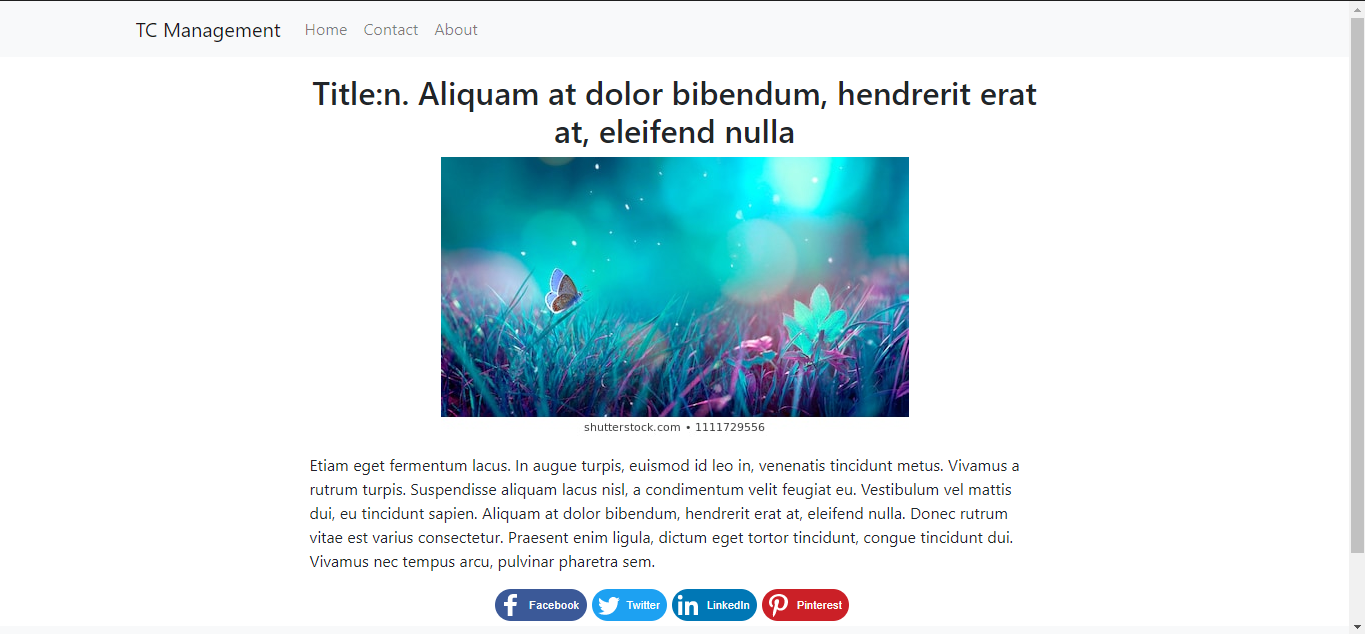 TC Management Home Contact About
Title:n. Aliquam at dolor bibendum, hendrerit erat
at, eleifend nulla
shutterstock.com • 1111729556
Etiam eget fermentum lacus. In augue turpis, euismod id leo in, venenatis tincidunt metus. Vivamus a
rutrum turpis. Suspendisse aliquam lacus nisl, a condimentum velit feugiat eu. Vestibulum vel mattis
dui, eu tincidunt sapien. Aliquam at dolor bibendum, hendrerit erat at, eleifend nulla. Donec rutrum
vitae est varius consectetur. Praesent enim ligula, dictum eget tortor tincidunt, congue tincidunt dui.
Vivamus nec tempus arcu, pulvinar pharetra sem.
Facebook Twitter LinkedIn Pinterest